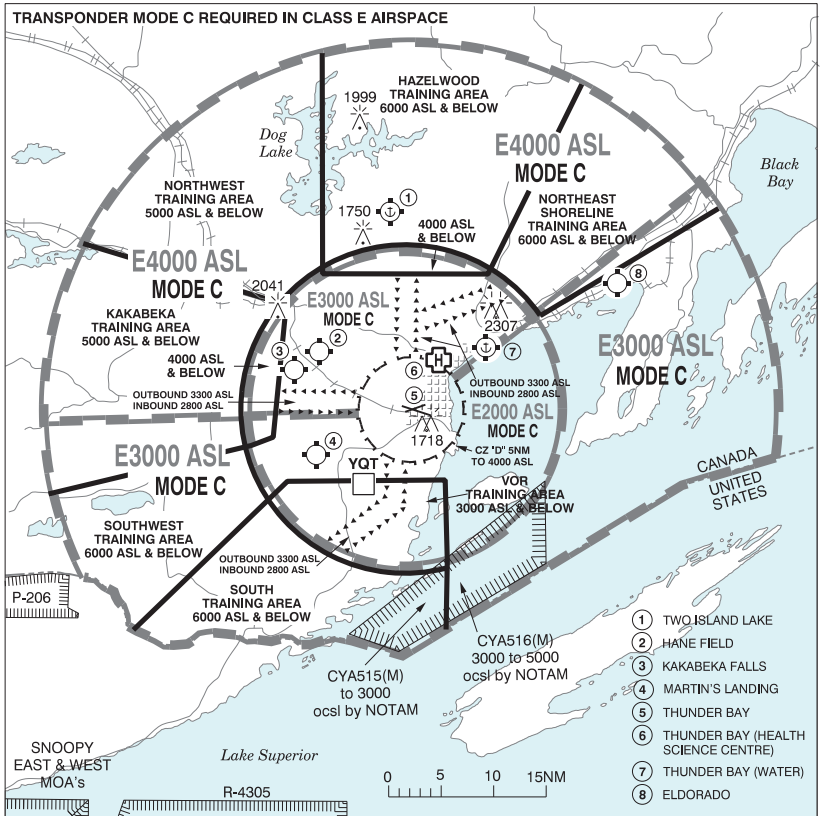 TRANSPONDER MODE C REQUIRED IN CLASS E AIRSPACE
HAZELWOOD
TRAINING AREA
6000 ASL & BELOW
1999
Dog
Lake
E4000 ASL
MODE C
Black
Bay
NORTHWEST
TRAINING AREA
5000 ASL & BELOW
1750
1
4000 ASL
& BELOW
NORTHEAST
SHORELINE
TRAINING AREA
6000 ASL & BELOW
E4000 ASL
MODE C
2041
E3000 ASL
MODE C
8
KAKABEKA
TRAINING AREA
5000 ASL & BELOW
2307
4000 ASL
& BELOW
3
2
7
E3000 ASL
MODE C
H
6
OUTBOUND 3300 ASL
INBOUND 2800 ASL
OUTBOUND 3300 ASL
INBOUND 2800 ASL
5
E2000 ASL
MODE C
1718
4
CZ "D" 5NM
TO 4000 ASL
E3000 ASL
MODE C
YQT
CANADA
UNITED
STATES
VOR
TRAINING AREA
3000 ASL & BELOW
SOUTHWEST
TRAINING AREA
6000 ASL & BELOW
OUTBOUND 3300 ASL
INBOUND 2800 ASL
P-206
SOUTH
TRAINING AREA
6000 ASL & BELOW
CYA515(M)
to 3000
ocsl by NOTAM
CYA516(M)
3000 to 5000
ocsl by NOTAM
1 TWO ISLAND LAKE
2 HANE FIELD
3 KAKABEKA FALLS
4 MARTIN'S LANDING
5 THUNDER BAY
6 THUNDER BAY (HEALTH
SCIENCE CENTRE)
7 THUNDER BAY (WATER)
8 ELDORADO
SNOOPY
EAST & WEST
MOA's
Lake Superior
R-4305
0 5 10 15NM